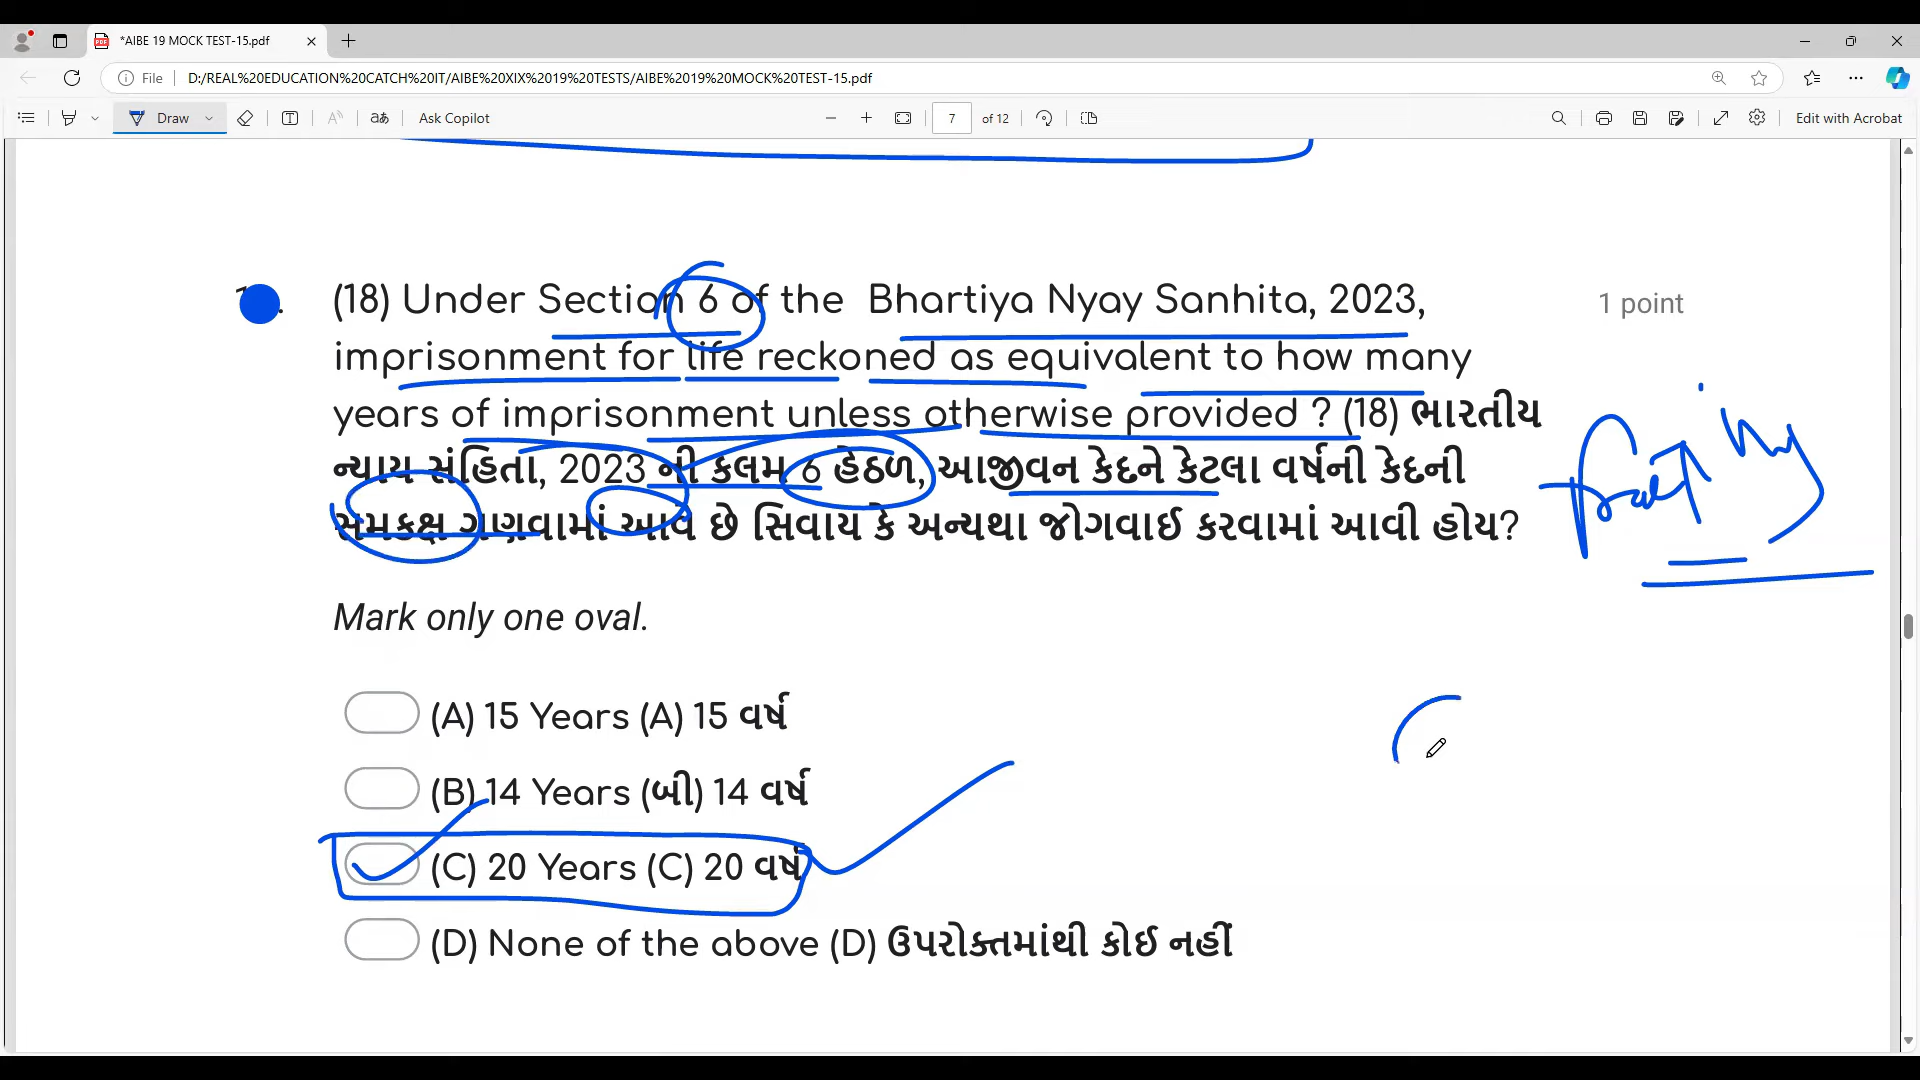 *AIBE 19 MOCK TEST-15.pdf
File
D:/REAL%20EDUCATION%20CATCH%20IT/AIBE%20XIX%2019%20TESTS/AIBE%2019%20MOCK%20TEST-15.pdf
Draw
Ask Copilot
7 of 12
Edit with Acrobat
(18) Under Section 6 of the Bhartiya Nyay Sanhita, 2023, 1 point
imprisonment for life reckoned as equivalent to how many
years of imprisonment unless otherwise provided ? (18) ભારતીય
ન્યાય સંહિતા, 2023 ની કલમ 6 હેઠળ, આજીવન કેદને કેટલા વર્ષની કેદની
સમકક્ષ ગણવામાં આવે છે સિવાય કે અન્યથા જોગવાઈ કરવામાં આવી હોય?
Mark only one oval.
(A) 15 Years (A) 15 વર્ષ
(B) 14 Years (બી) 14 વર્ષ
(C) 20 Years (C) 20 વર્ષ
(D) None of the above (D) ઉપરોક્તમાંથી કોઈ નહીં